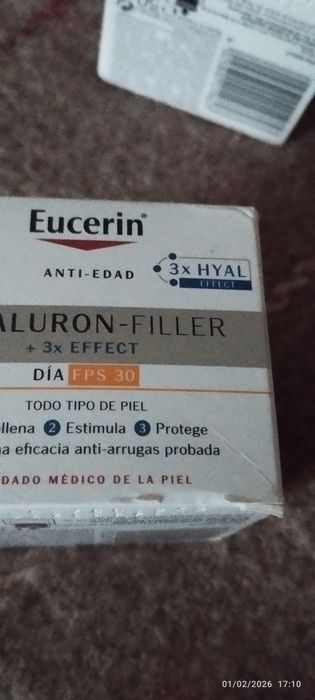 Eucerin®
ANTI-EDAD
3x HYAL
EFFECT
ALURON-FILLER
+ 3x EFFECT
DÍA FPS 30
TODO TIPO DE PIEL
llena 2 Estimula 3 Protege
a eficacia anti-arrugas probada
DADO MÉDICO DE LA PIEL
01/02/2026 17:10